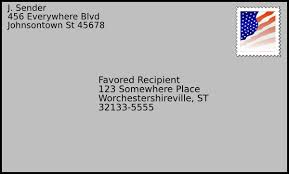 J. Sender
456 Everywhere Blvd
Johnsontown St 45678
Favored Recipient
123 Somewhere Place
Worchestershireville, ST
32133-5555